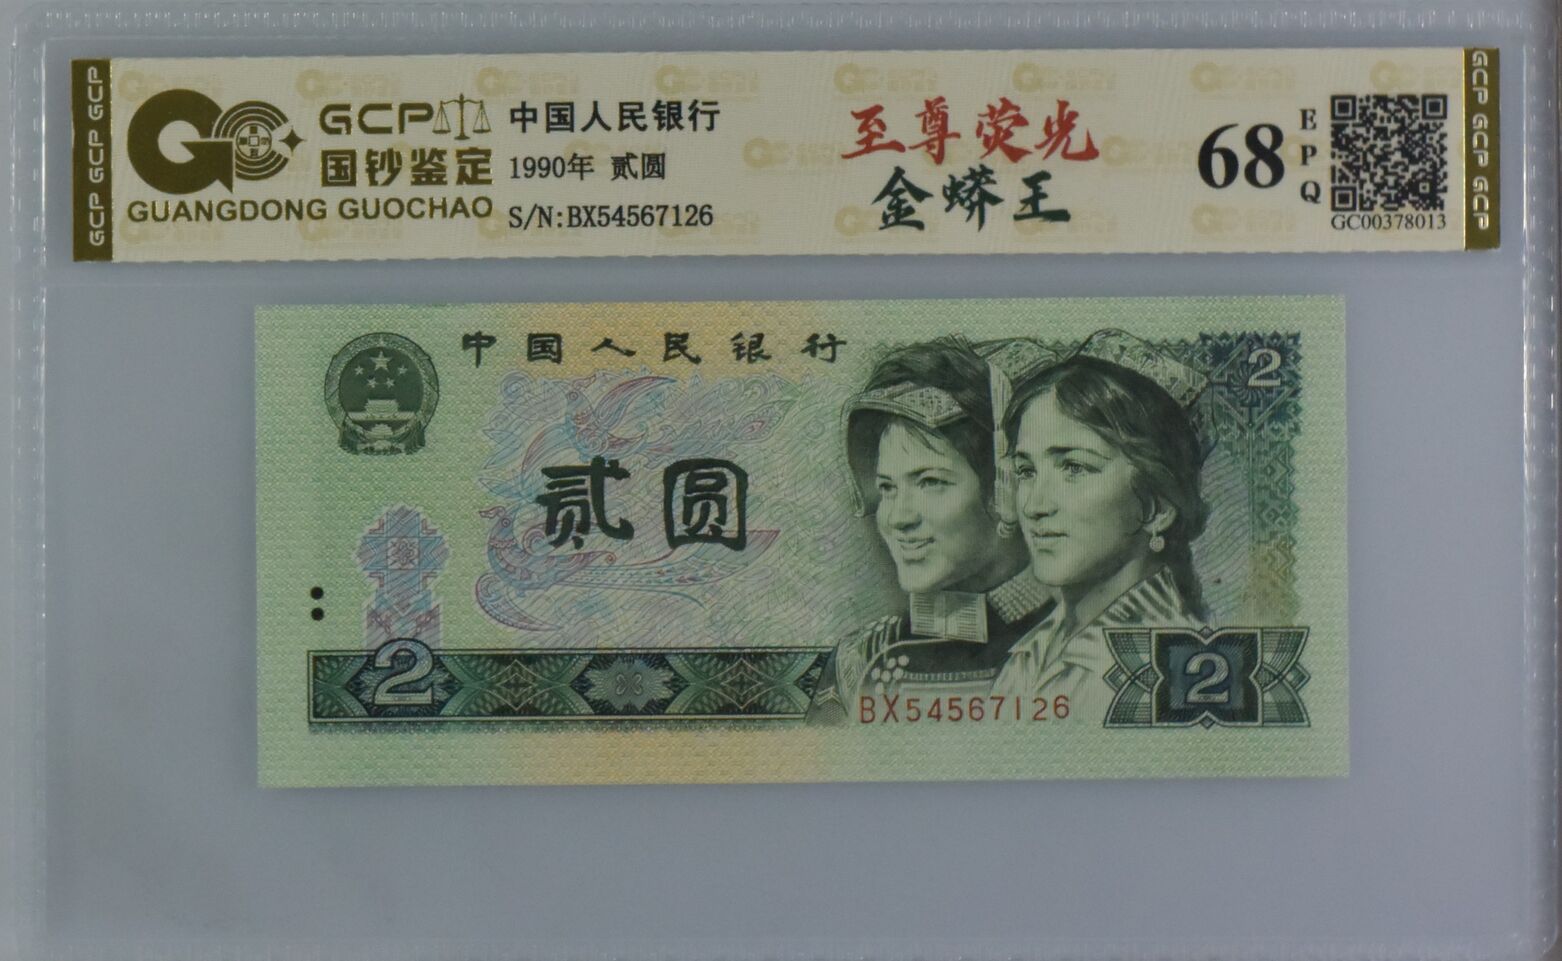 GCP GCP GCP
GCP
国钞鉴定
GUANGDONG GUOCHAO
中国人民银行
1990年 贰圆
S/N:BX54567126
至尊荧光
金蟒王
68
EPQ
GC00378013
GCP GCP GCP
中国人民银行
2
贰圆
2
BX54567126
2